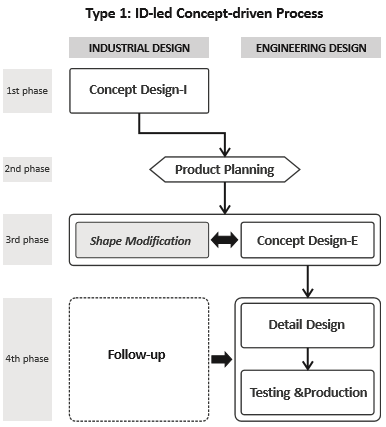 Type 1: ID-led Concept-driven Process
INDUSTRIAL DESIGN
ENGINEERING DESIGN
1st phase
Concept Design-I
2nd phase
Product Planning
3rd phase
Shape Modification
Concept Design-E
4th phase
Follow-up
Detail Design
Testing &Production